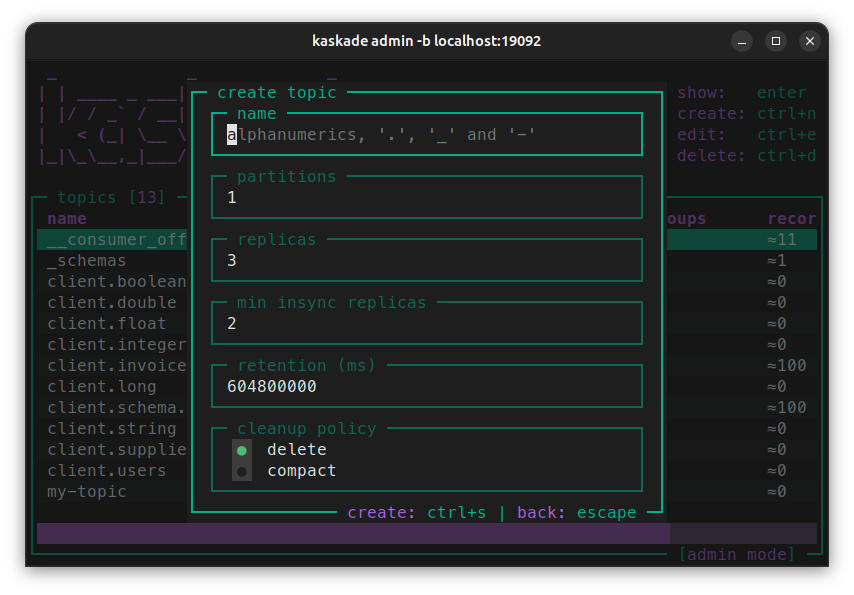 kaskade admin -b localhost:19092
show: enter
create: ctrl+n
edit: ctrl+e
delete: ctrl+d
create topic
name
alphanumerics, '.', '_' and '-'
partitions
1
replicas
3
min insync replicas
2
retention (ms)
604800000
cleanup policy
delete
compact
create: ctrl+s | back: escape
topics [13]
name oups recor
__consumer_off ≈11
_schemas ≈1
client.boolean ≈0
client.double ≈0
client.float ≈0
client.integer ≈0
client.invoice ≈100
client.long ≈0
client.schema. ≈100
client.string ≈0
client.supplie ≈0
client.users ≈0
my-topic ≈0
[admin mode]